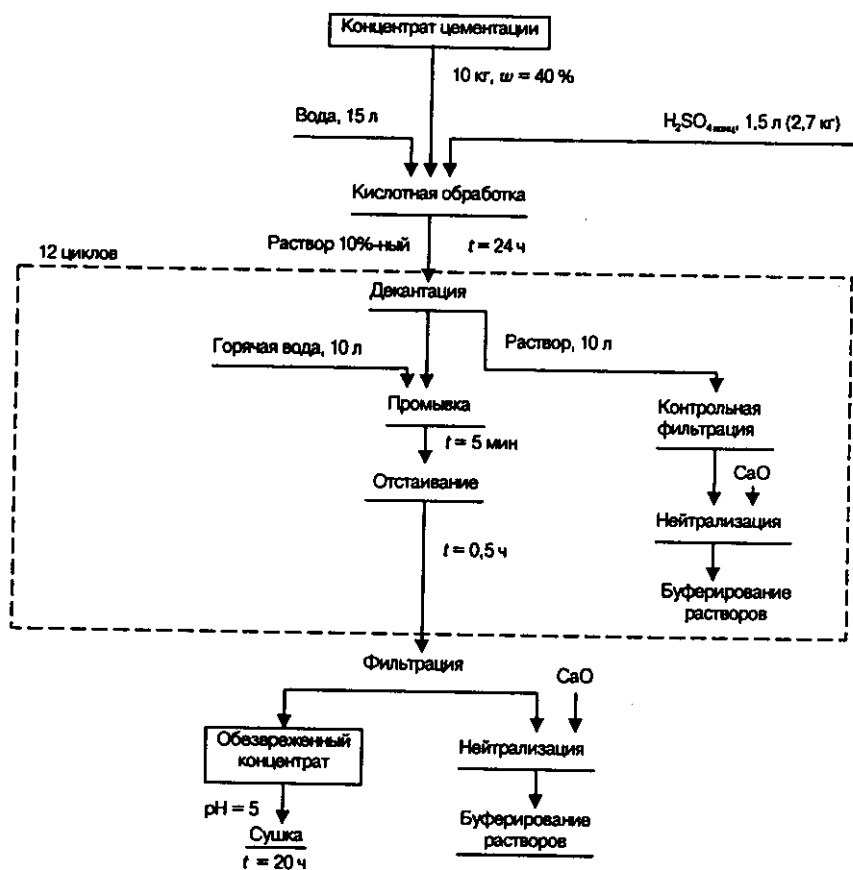 Концентрат цементации
10 кг, w = 40 %
Вода, 15 л
H₂SO₄ конц, 1,5 л (2,7 кг)
Кислотная обработка
Раствор 10%-ный
t = 24 ч
12 циклов
Декантация
Горячая вода, 10 л
Раствор, 10 л
Промывка
Контрольная
фильтрация
t = 5 мин
CaO
Отстаивание
Нейтрализация
t = 0,5 ч
Буферирование
растворов
Фильтрация
CaO
Обезвреженный
концентрат
Нейтрализация
pH = 5
Буферирование
растворов
Сушка
t = 20 ч